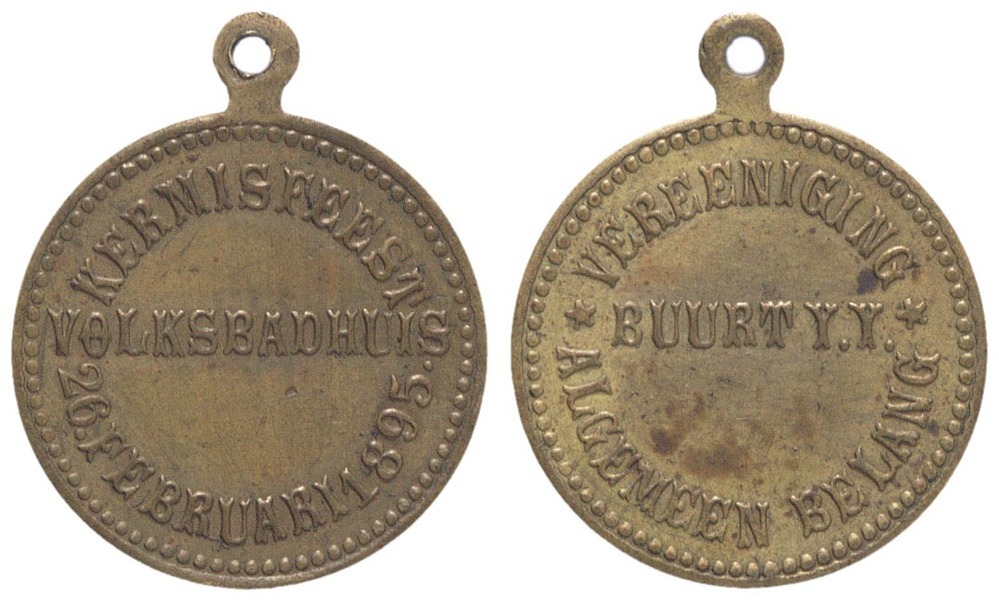 KERMISFEEST
VOLKSBADHUIS
26.FEBRUARI 1895.
VEREENIGING
BUURT Y.Y.
ALGEMEEN BELANG